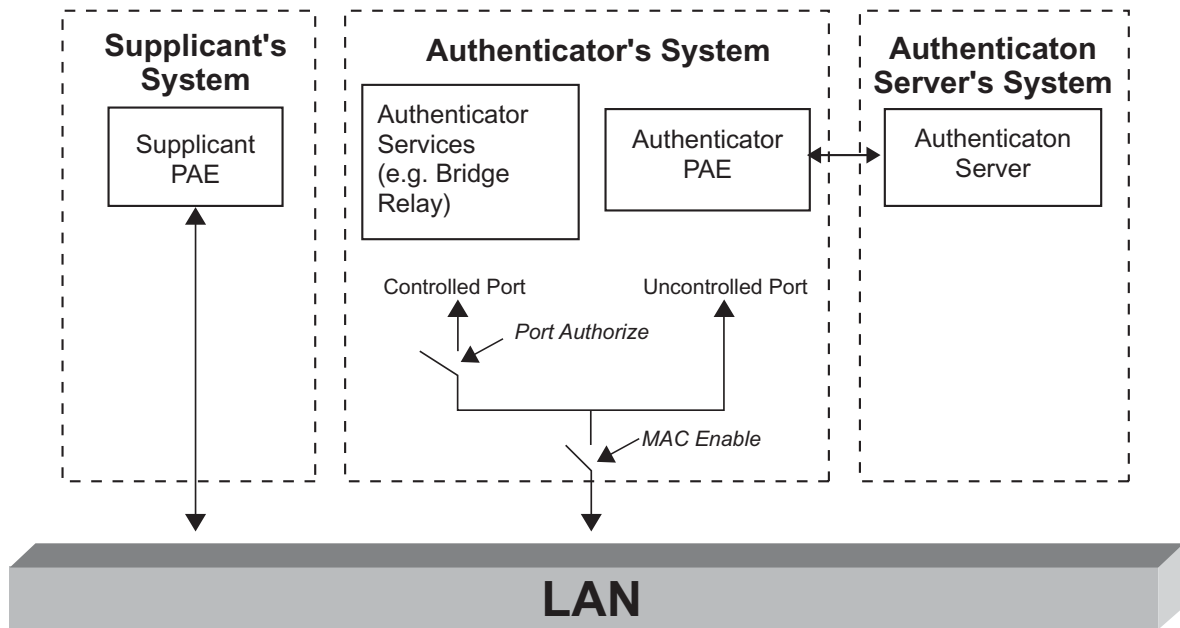 Supplicant's
System
Supplicant
PAE
Authenticator's System
Authenticator
Services
(e.g. Bridge
Relay)
Authenticator
PAE
Authenticaton
Server's System
Authenticaton
Server
Controlled Port
Uncontrolled Port
Port Authorize
MAC Enable
LAN